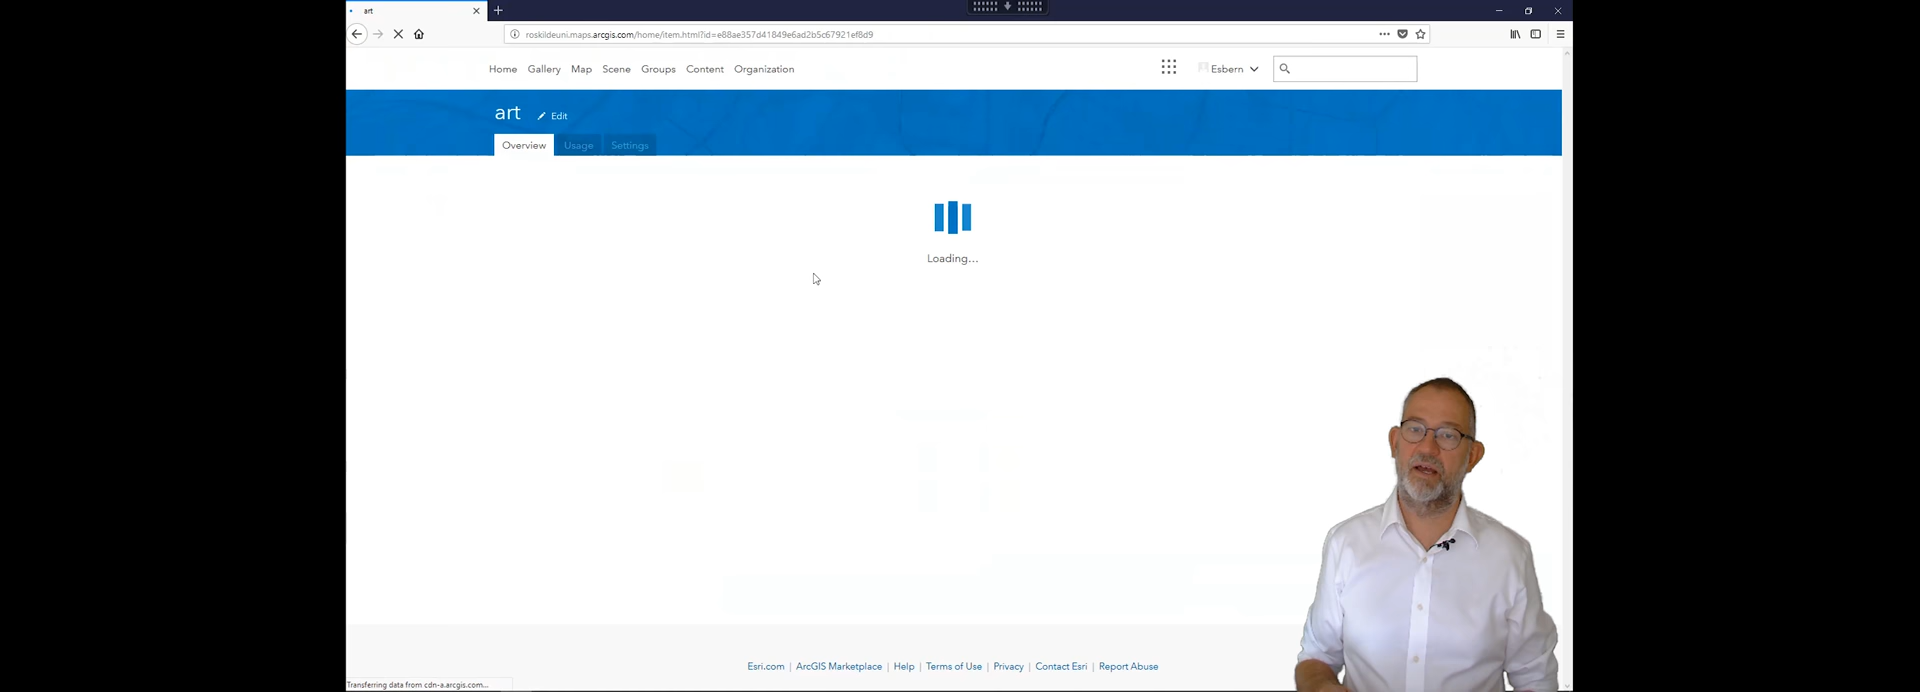 art
roskildeuni.maps.arcgis.com/home/item.html?id=e88ae357d41849e6ad2b5c67921ef8d9
Home Gallery Map Scene Groups Content Organization Esbern
art Edit
Overview Usage Settings
Loading...
Esri.com | ArcGIS Marketplace | Help | Terms of Use | Privacy | Contact Esri | Report Abuse
Transferring data from cdn-a.arcgis.com...